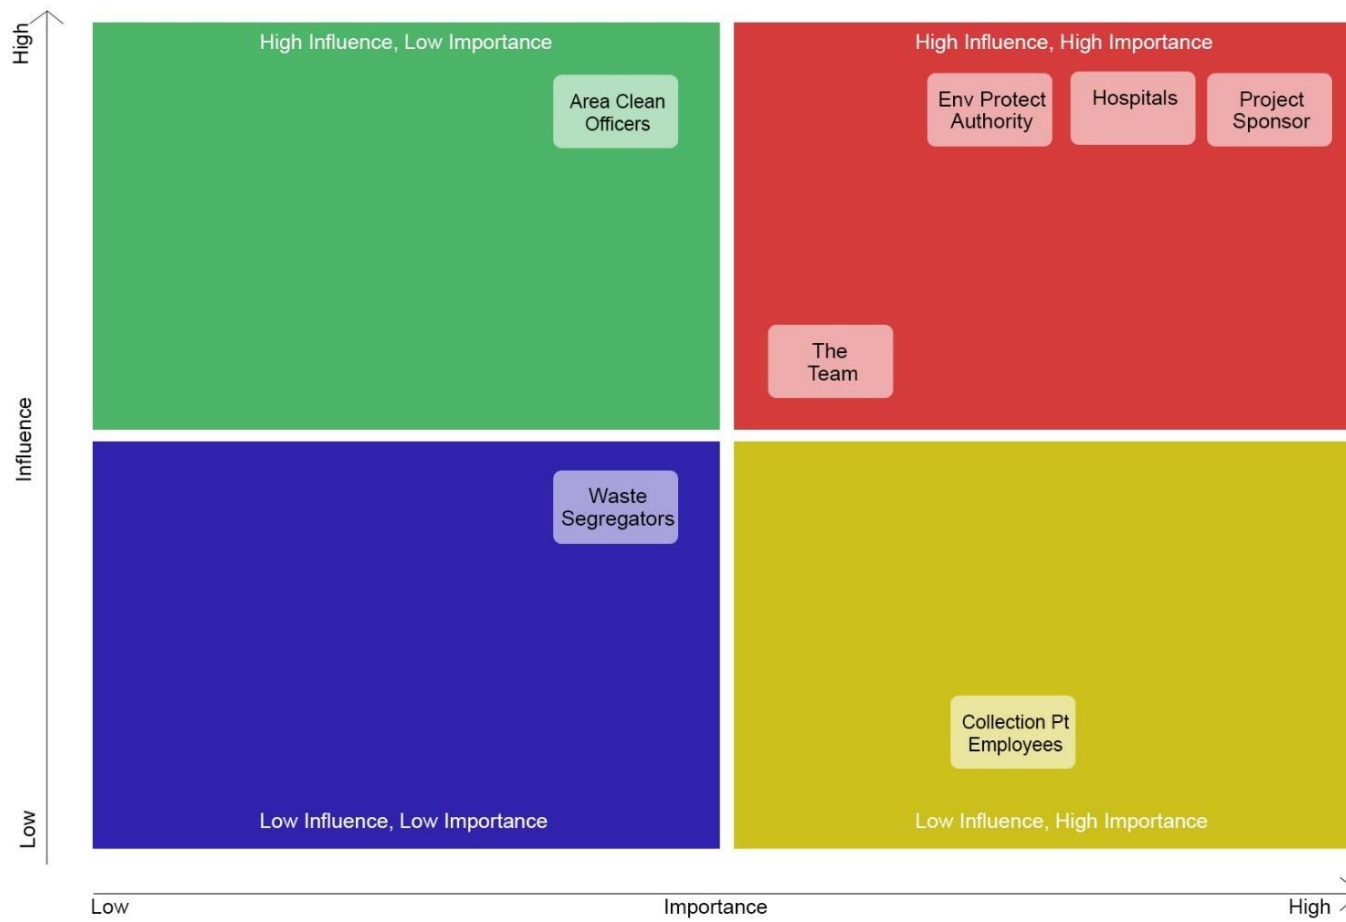 High
High Influence, Low Importance
Area Clean
Officers
High Influence, High Importance
Env Protect
Authority
Hospitals
Project
Sponsor
The
Team
Influence
Waste
Segregators
Low Influence, Low Importance
Collection Pt
Employees
Low Influence, High Importance
Low
Low
Importance
High